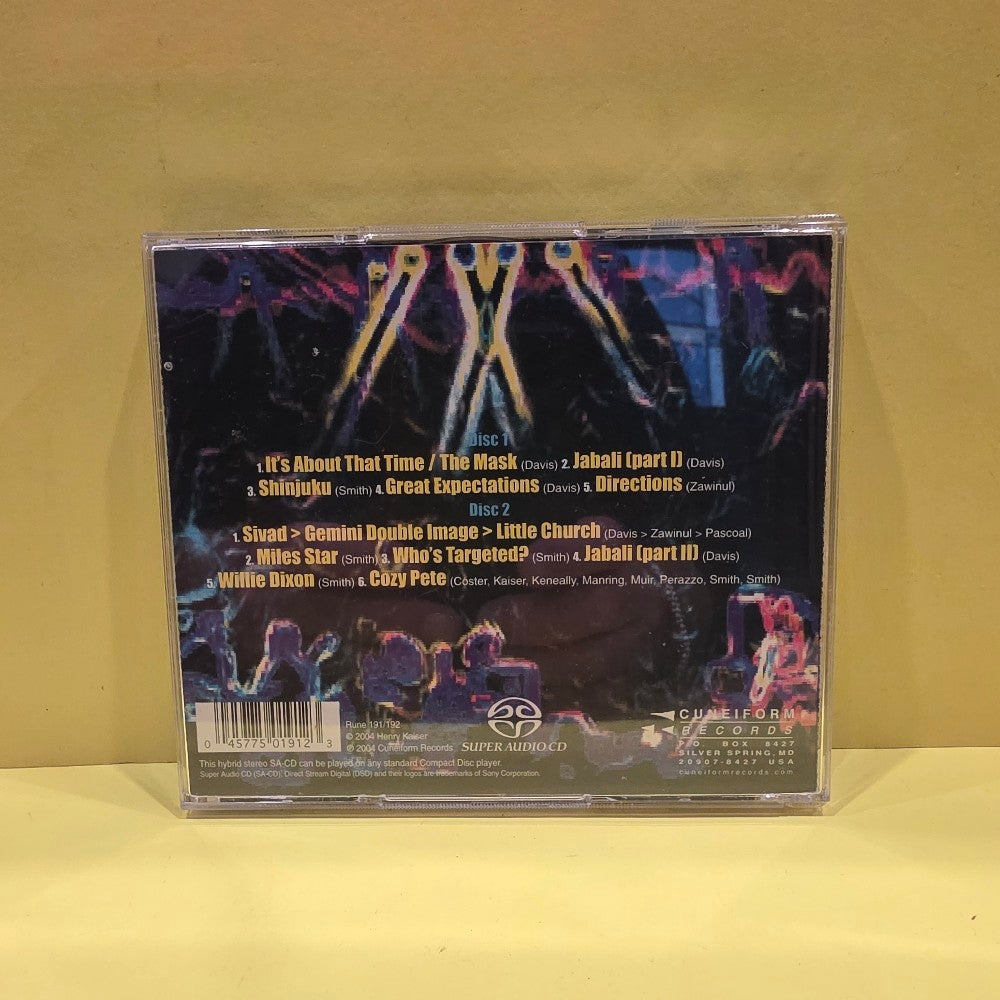 Disc 1
1. It's About That Time / The Mask (Davis) 2. Jabali (part I) (Davis)
3. Shinjuku (Smith) 4. Great Expectations (Davis) 5. Directions (Zawinul)
Disc 2
1. Sivad > Gemini Double Image > Little Church (Davis > Zawinul > Pascoal)
2. Miles Star (Smith) 3. Who's Targeted? (Smith) 4. Jabali (part II) (Davis)
5. Willie Dixon (Smith) 6. Cozy Pete (Coster, Kaiser, Keneally, Manring, Muir, Perazzo, Smith, Smith)
0 45775 01912 3
Rune 191/192
© 2004 Henry Kaiser
℗ 2004 Cuneiform Records
This hybrid stereo SA-CD can be played on any standard Compact Disc player.
Super Audio CD (SA-CD), Direct Stream Digital (DSD) and their logos are trademarks of Sony Corporation.
SUPER AUDIO CD
CUNEIFORM
RECORDS
PO BOX 8427
SILVER SPRING, MD
20907-8427 USA
cuneiformrecords.com